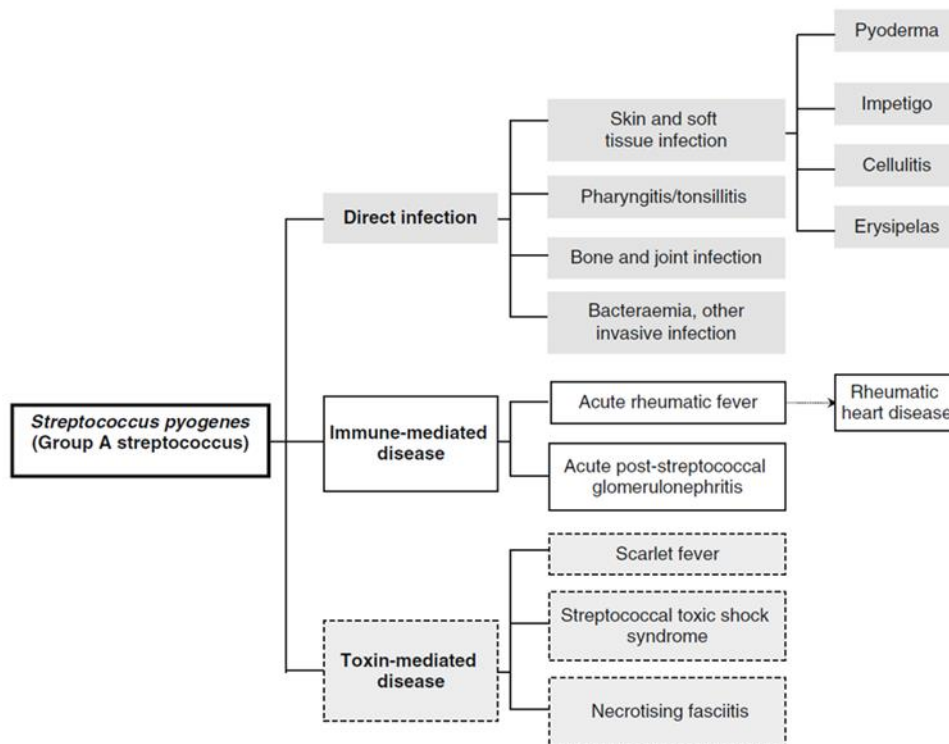 Pyoderma
Impetigo
Cellulitis
Erysipelas
Skin and soft
tissue infection
Pharyngitis/tonsillitis
Bone and joint infection
Bacteraemia, other
invasive infection
Direct infection
Streptococcus pyogenes
(Group A streptococcus)
Immune-mediated
disease
Acute rheumatic fever
Rheumatic
heart disease
Acute post-streptococcal
glomerulonephritis
Toxin-mediated
disease
Scarlet fever
Streptococcal toxic shock
syndrome
Necrotising fasciitis